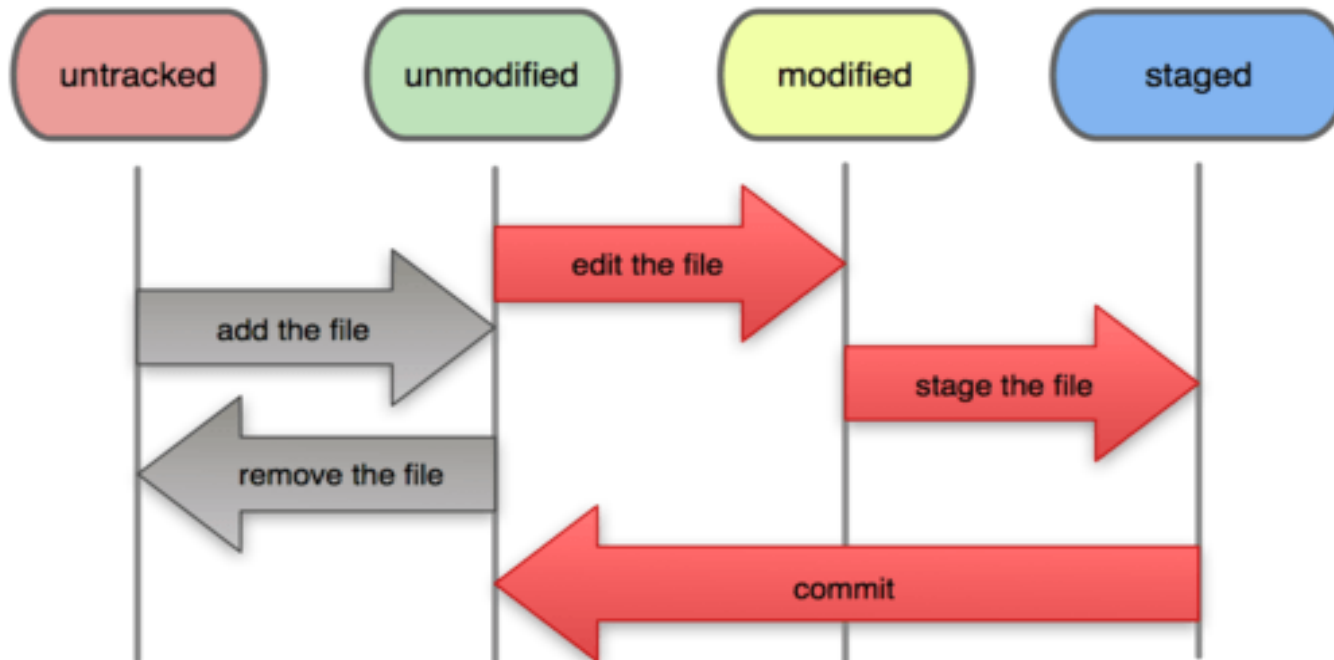 untracked
unmodified
modified
staged
edit the file
add the file
stage the file
remove the file
commit